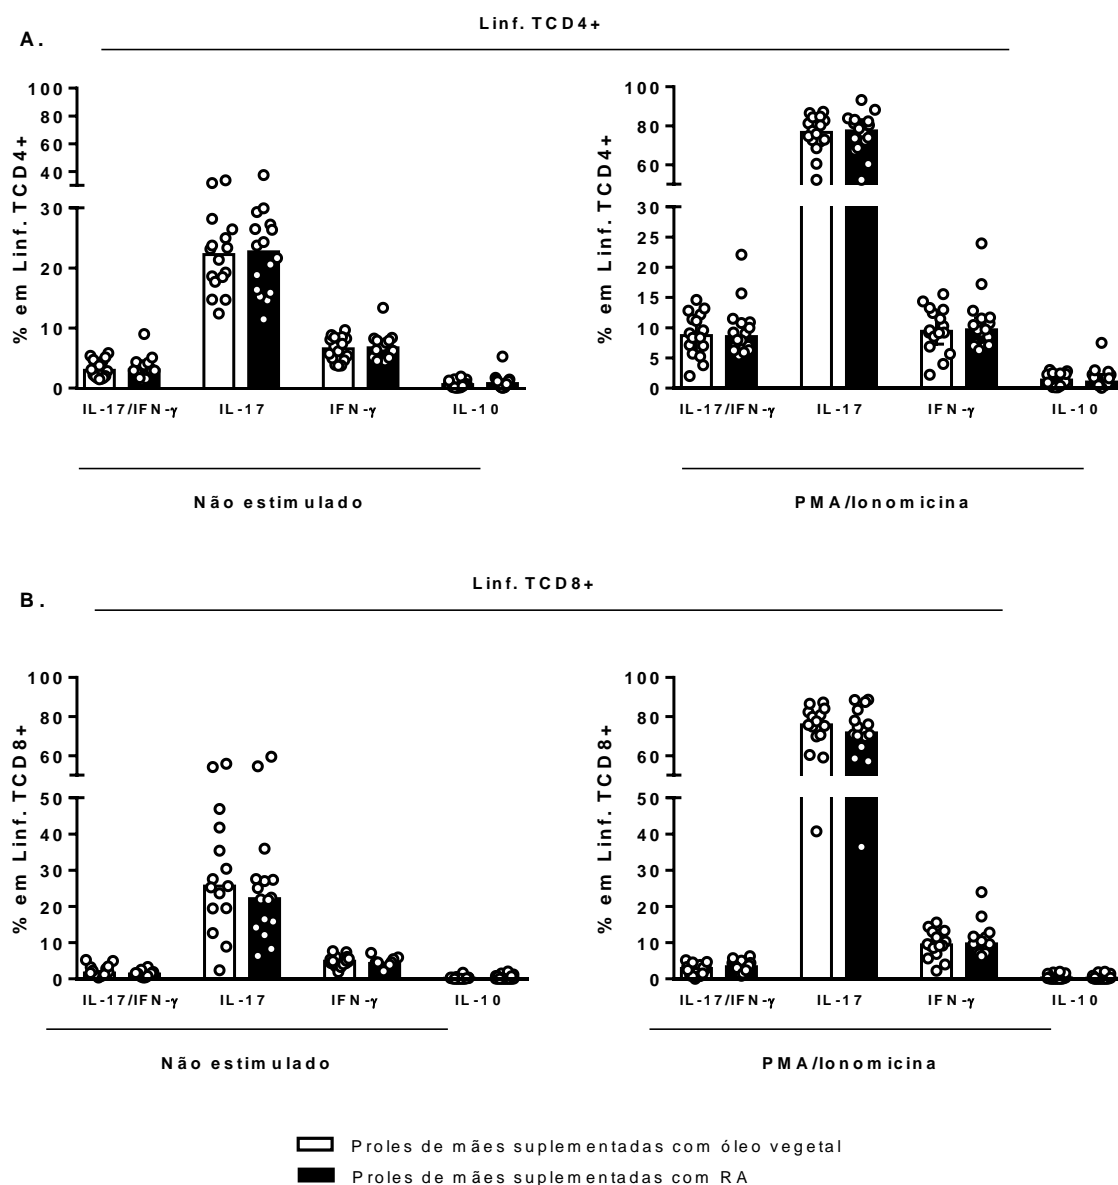 A.
Linf. TCD4+
% em Linf. TCD4+
100
80
60
40
30
20
10
0
IL-17/IFN-γ IL-17 IFN-γ IL-10
Não estimulado
% em Linf. TCD4+
100
80
60
30
25
20
15
10
5
0
IL-17/IFN-γ IL-17 IFN-γ IL-10
PMA/Ionomicina
B.
Linf. TCD8+
% em Linf. TCD8+
100
80
60
50
40
30
20
10
0
IL-17/IFN-γ IL-17 IFN-γ IL-10
Não estimulado
% em Linf. TCD8+
100
80
60
50
40
30
20
10
0
IL-17/IFN-γ IL-17 IFN-γ IL-10
PMA/Ionomicina
Proles de mães suplementadas com óleo vegetal
Proles de mães suplementadas com RA